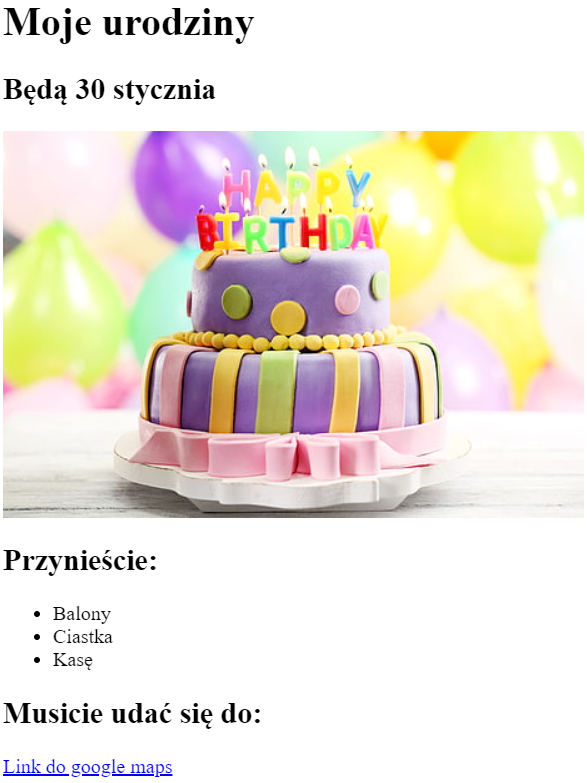 Moje urodziny
Będą 30 stycznia
HAPPY
BIRTHDAY
Przynieście:
Balony
Ciastka
Kasę
Musicie udać się do:
Link do google maps